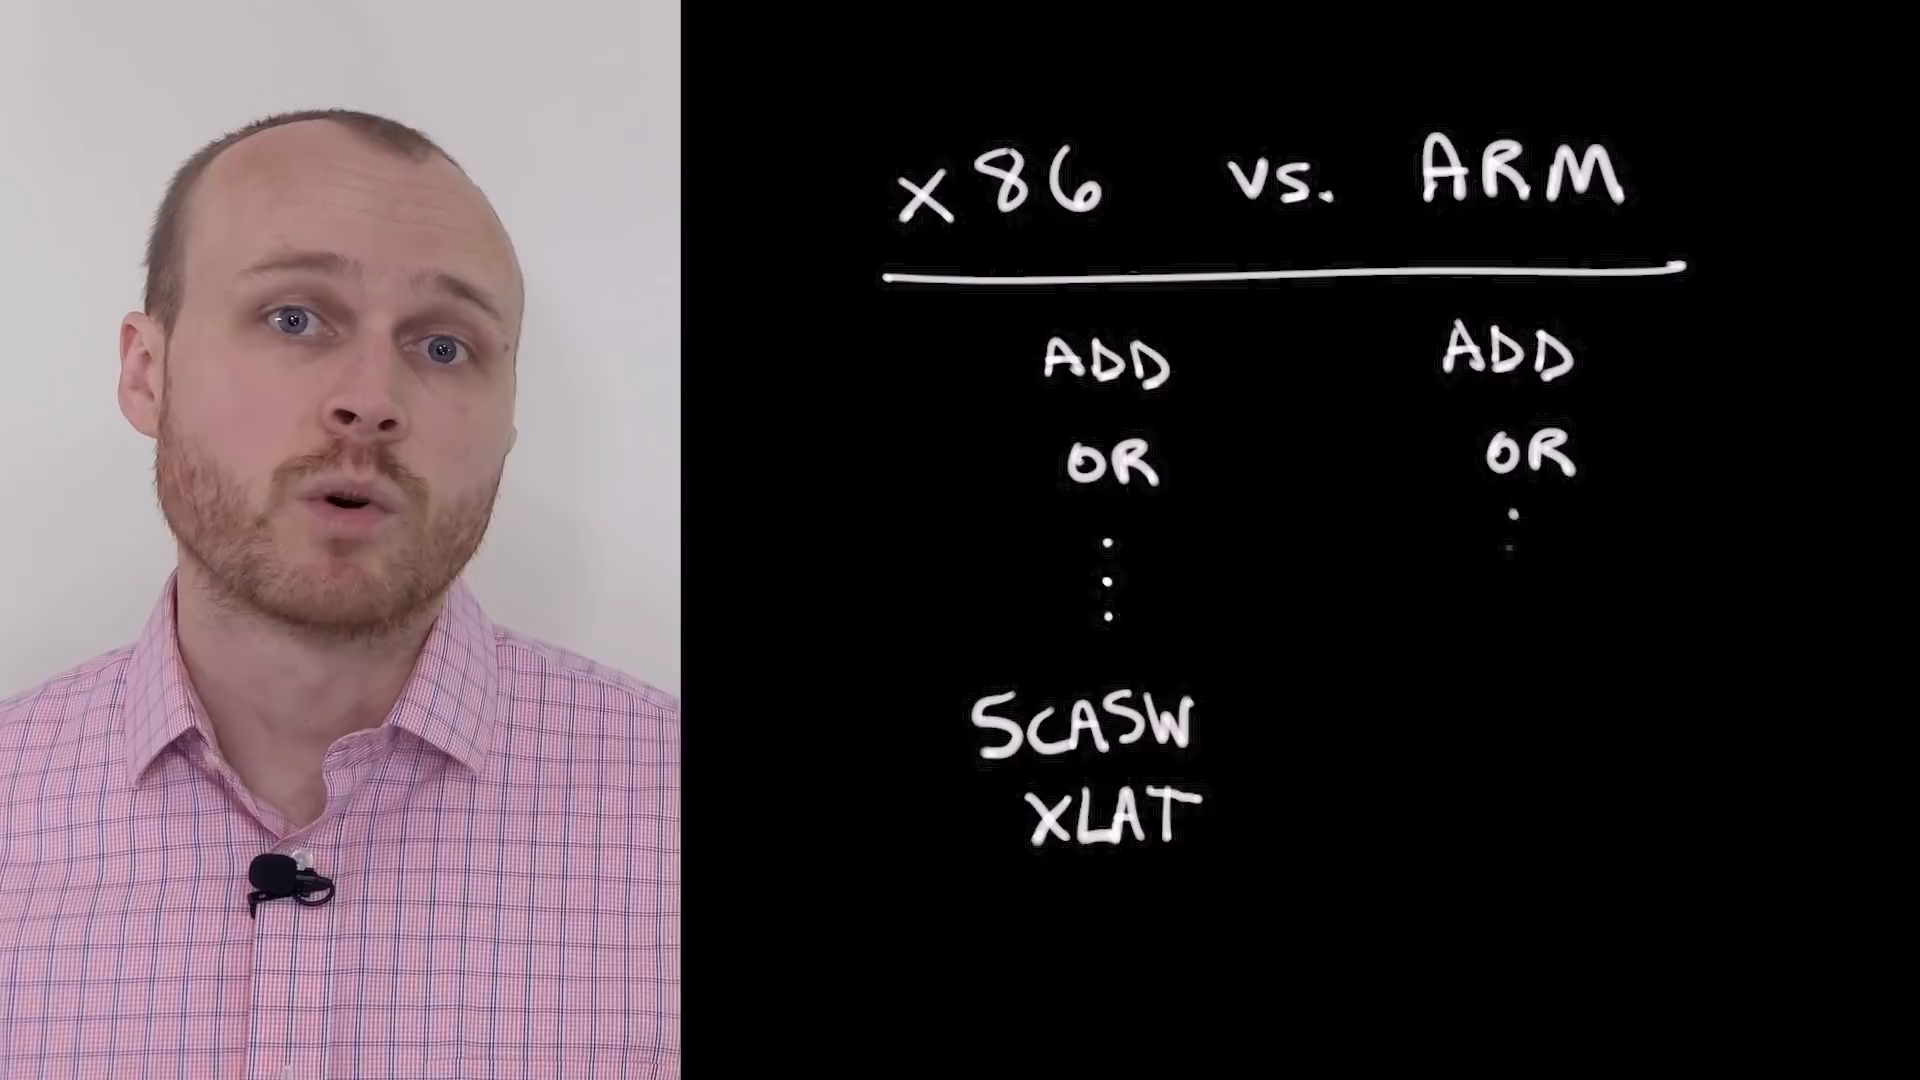 x86 vs. ARM
ADD ADD
OR OR
SCASW
XLAT